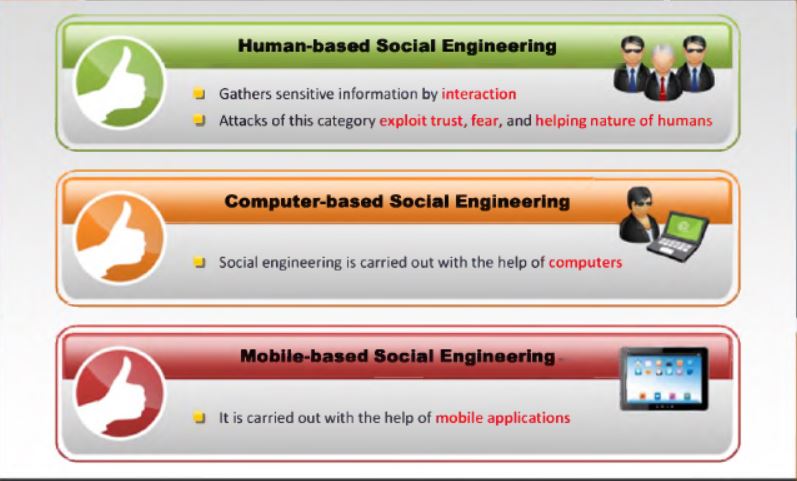 Human-based Social Engineering
Gathers sensitive information by interaction
Attacks of this category exploit trust, fear, and helping nature of humans
Computer-based Social Engineering
Social engineering is carried out with the help of computers
Mobile-based Social Engineering
It is carried out with the help of mobile applications